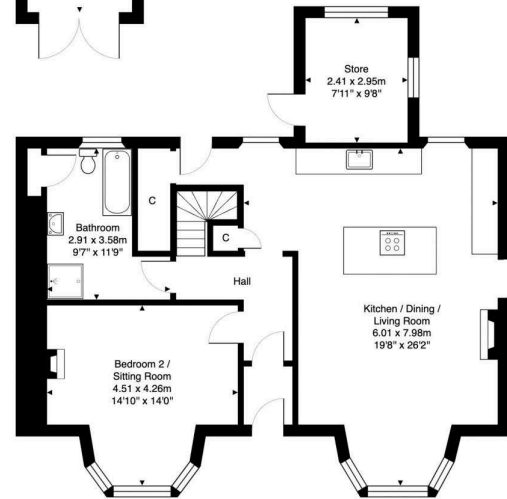 Store
2.41 x 2.95m
7'11" x 9'8"
C
Bathroom
2.91 x 3.58m
9'7" x 11'9"
C
Hall
Kitchen / Dining /
Living Room
6.01 x 7.98m
19'8" x 26'2"
Bedroom 2 /
Sitting Room
4.51 x 4.26m
14'10" x 14'0"